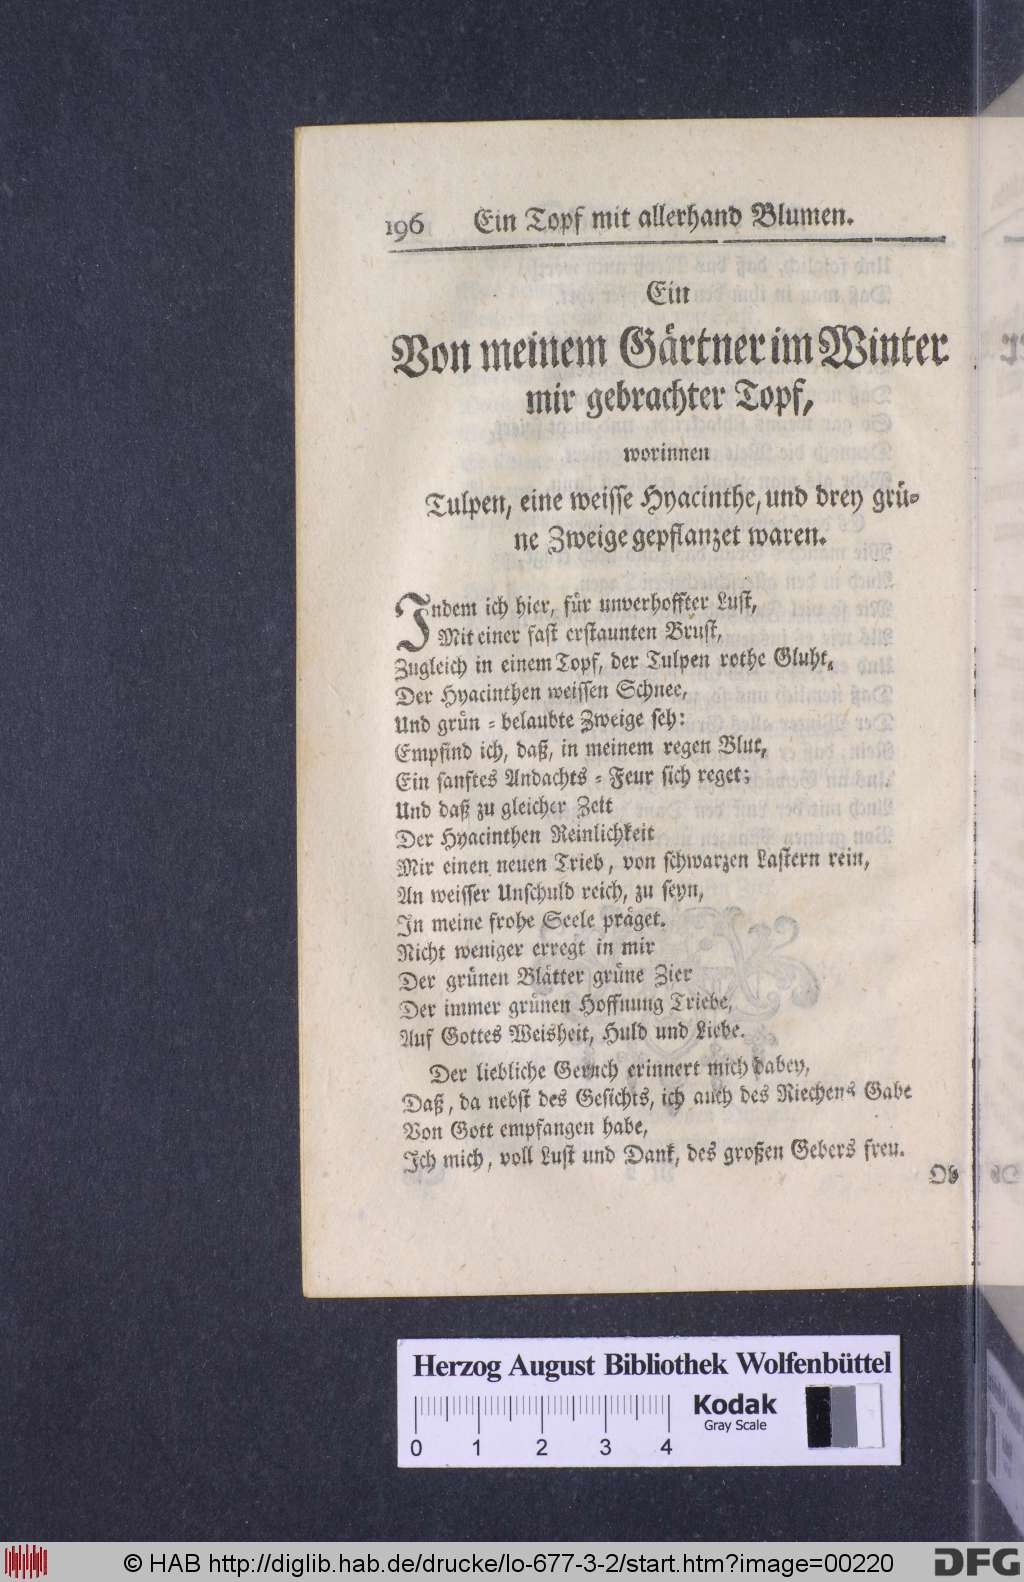 196 Ein Topf mit allerhand Blumen.
Ein
Von meinem Gärtner im Winter
mir gebrachter Topf,
worinnen
Tulpen, eine weisse Hyacinthe, und drey grü-
ne Zweige gepflanzet waren.
Indem ich hier, für unverhoffter Lust,
Mit einer fast erstaunten Brust,
Zugleich in einem Topf, der Tulpen rothe Gluht,
Der Hyacinthen weissen Schnee,
Und grün-belaubte Zweige seh:
Empfind ich, daß, in meinem regen Blut,
Ein sanftes Andachts-Feur sich reget;
Und daß zu gleicher Zeit
Der Hyacinthen Reinlichkeit
Mir einen neuen Trieb, von schwarzen Lastern rein,
An weisser Unschuld reich, zu seyn,
In meine frohe Seele präget.
Nicht weniger erregt in mir
Der grünen Blätter grüne Zier
Der immer grünen Hoffnung Triebe,
Auf Gottes Weisheit, Huld und Liebe.
Der liebliche Geruch erinnert mich dabey,
Daß, da nebst des Gesichts, ich auch des Riechens Gabe
Von Gott empfangen habe,
Ich mich, voll Lust und Dank, des großen Gebers freu.
Herzog August Bibliothek Wolfenbüttel
0 1 2 3 4
Kodak
Gray Scale
© HAB http://diglib.hab.de/drucke/lo-677-3-2/start.htm?image=00220
DFG